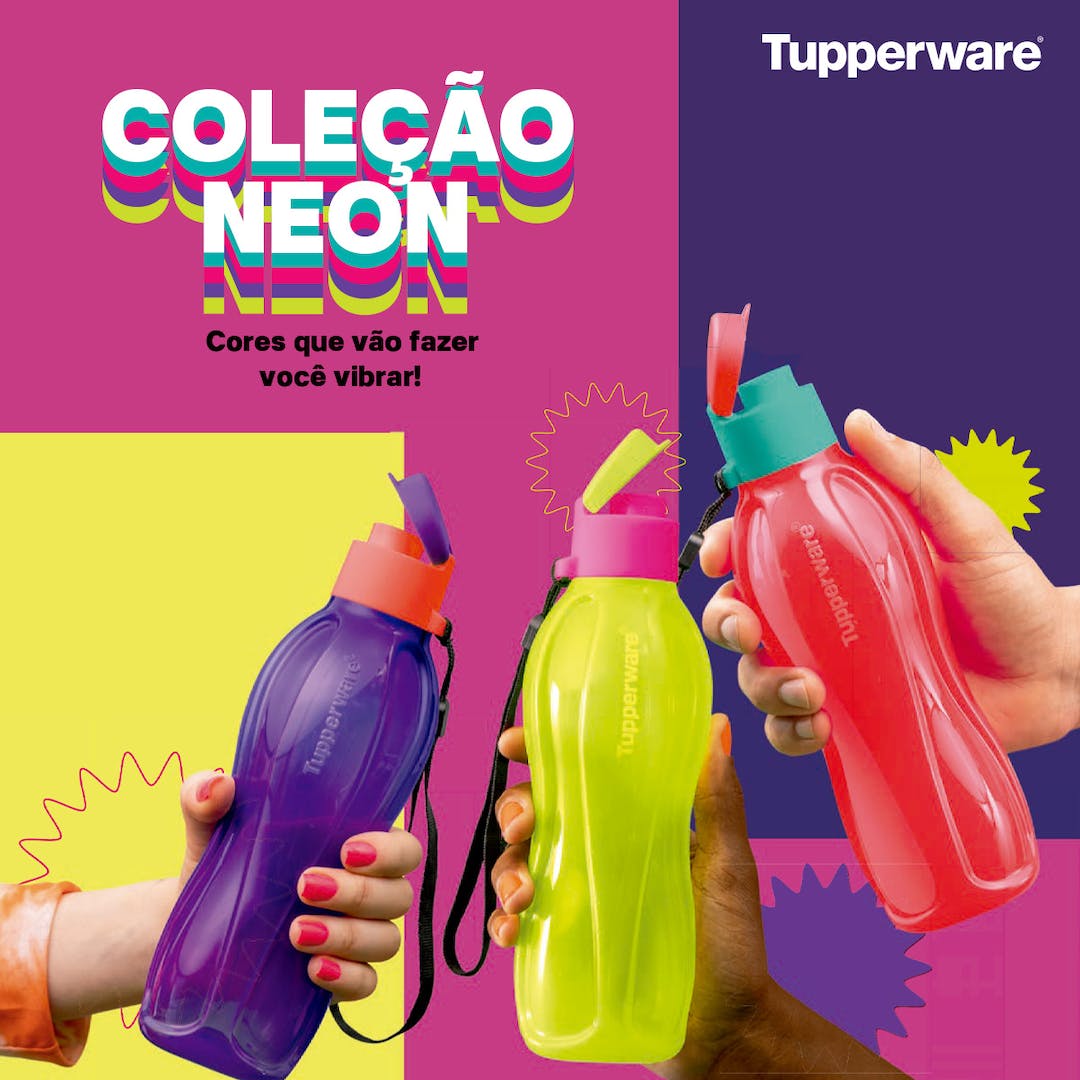 Tupperware®
COLEÇÃO
NEON
Cores que vão fazer
você vibrar!
Tupperware®
Tupperware
Tupperware®